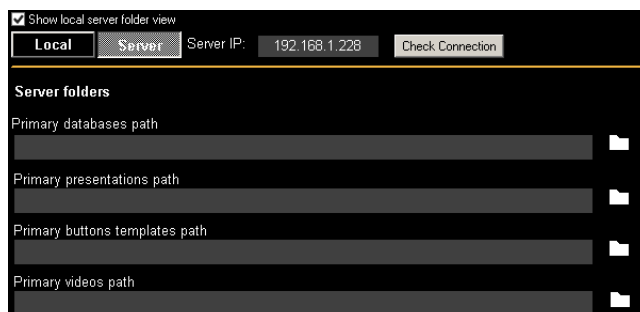 Show local server folder view
Local Server Server IP: 192.168.1.228 Check Connection
Server folders
Primary databases path
Primary presentations path
Primary buttons templates path
Primary videos path